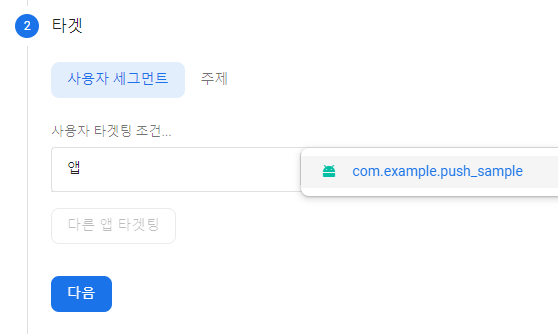 2 타겟
사용자 세그먼트 주제
사용자 타겟팅 조건...
앱 com.example.push_sample
다른 앱 타겟팅
다음